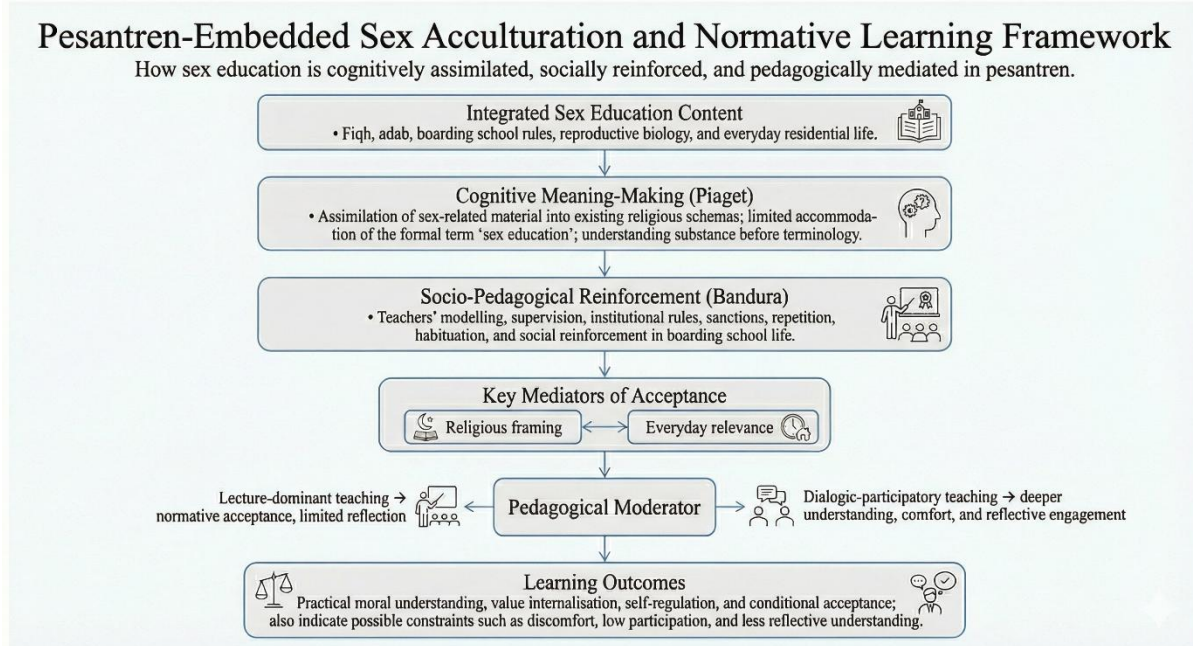 Pesantren-Embedded Sex Acculturation and Normative Learning Framework
How sex education is cognitively assimilated, socially reinforced, and pedagogically mediated in pesantren.
Integrated Sex Education Content
• Fiqh, adab, boarding school rules, reproductive biology, and everyday residential life.
Cognitive Meaning-Making (Piaget)
• Assimilation of sex-related material into existing religious schemas; limited accommoda-
tion of the formal term ‘sex education’; understanding substance before terminology.
Socio-Pedagogical Reinforcement (Bandura)
• Teachers’ modelling, supervision, institutional rules, sanctions, repetition,
habituation, and social reinforcement in boarding school life.
Key Mediators of Acceptance
Religious framing
Everyday relevance
Lecture-dominant teaching →
normative acceptance, limited reflection
Pedagogical Moderator
Dialogic-participatory teaching → deeper
understanding, comfort, and reflective engagement
Learning Outcomes
Practical moral understanding, value internalisation, self-regulation, and conditional acceptance;
also indicate possible constraints such as discomfort, low participation, and less reflective understanding.